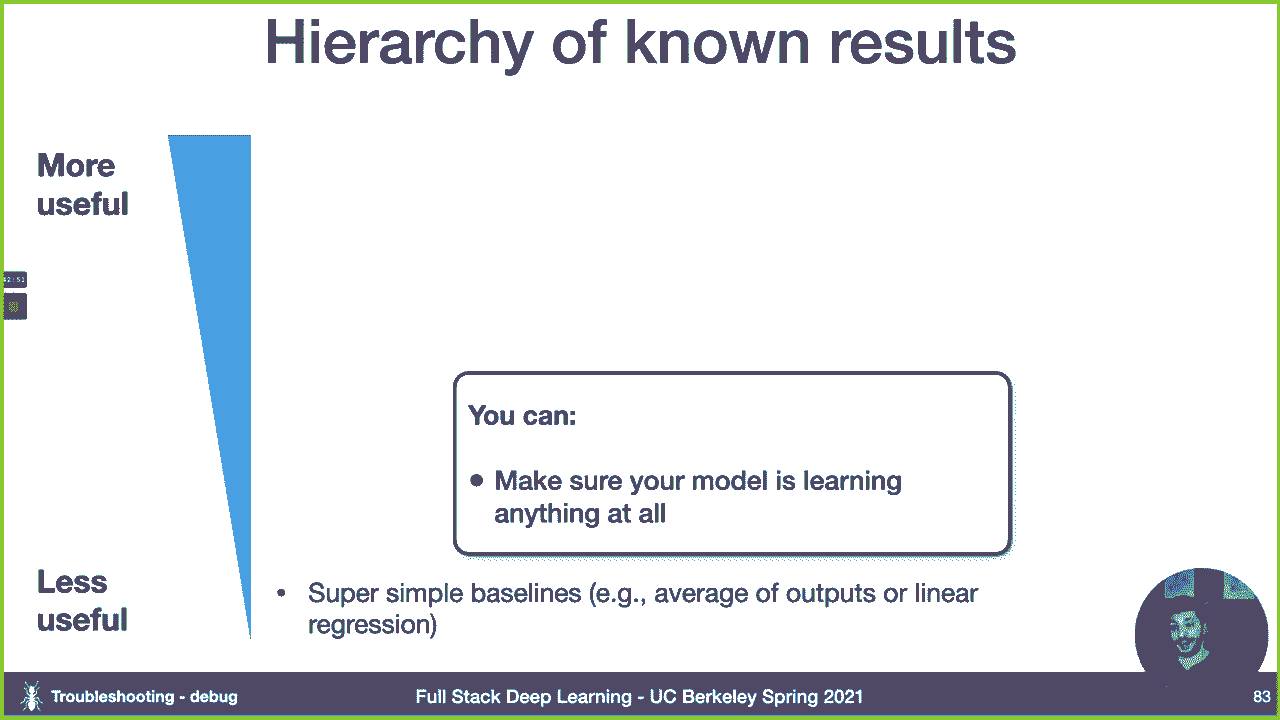 Hierarchy of known results
More
useful
You can:
• Make sure your model is learning
anything at all
Less
useful
• Super simple baselines (e.g., average of outputs or linear
regression)
Troubleshooting - debug
Full Stack Deep Learning - UC Berkeley Spring 2021
83